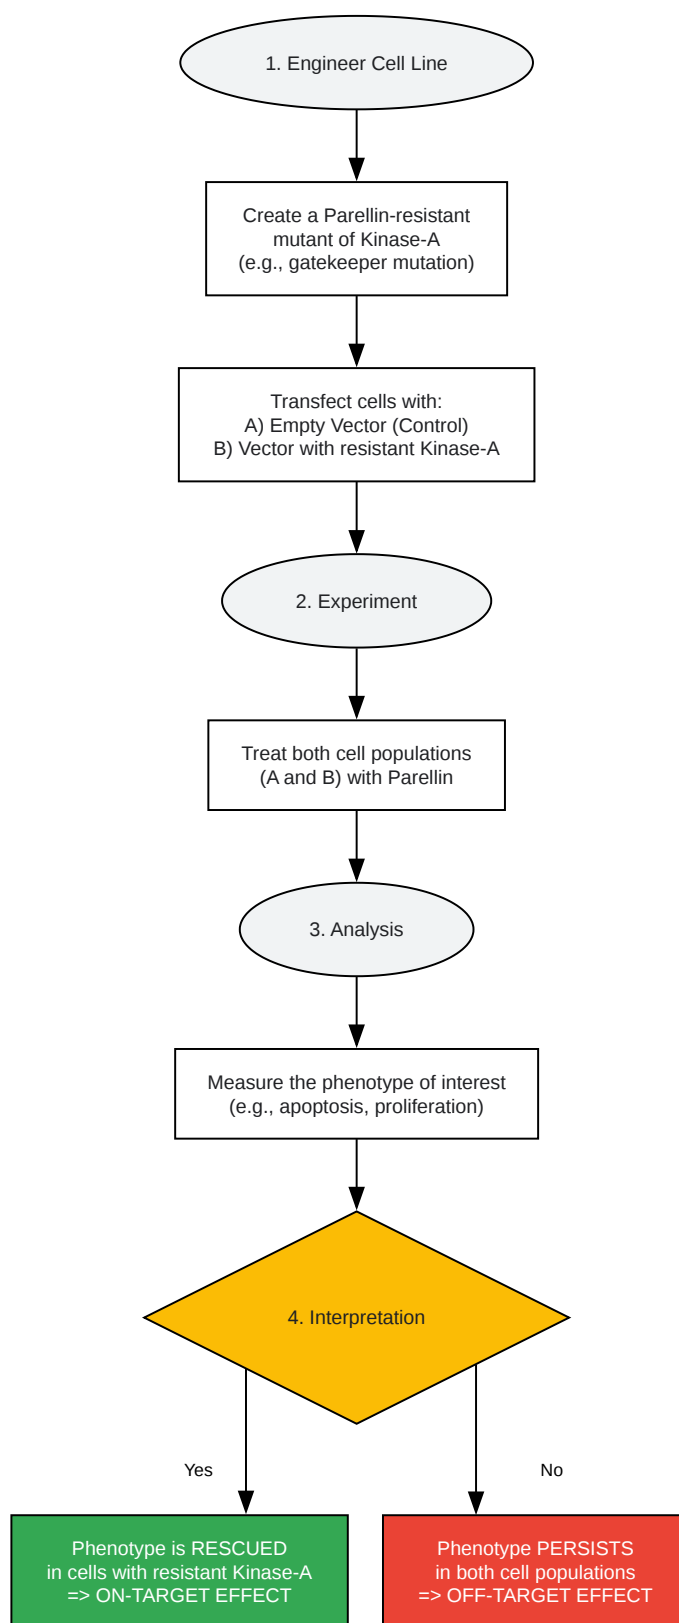 1. Engineer Cell Line
Create a Parellin-resistant
mutant of Kinase-A
(e.g., gatekeeper mutation)
Transfect cells with:
A) Empty Vector (Control)
B) Vector with resistant Kinase-A
2. Experiment
Treat both cell populations
(A and B) with Parellin
3. Analysis
Measure the phenotype of interest
(e.g., apoptosis, proliferation)
4. Interpretation
Yes
No
Phenotype is RESCUED
in cells with resistant Kinase-A
=> ON-TARGET EFFECT
Phenotype PERSISTS
in both cell populations
=> OFF-TARGET EFFECT